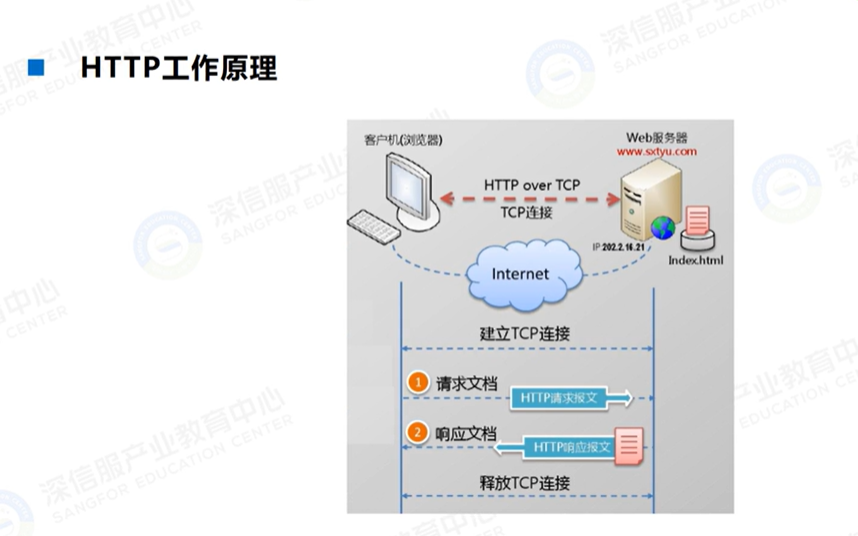 HTTP工作原理
客户机(浏览器)
Web服务器
www.sxtyu.com
HTTP over TCP
TCP连接
IP:202.2.16.21
Index.html
Internet
建立TCP连接
1 请求文档
HTTP请求报文
2 响应文档
HTTP响应报文
释放TCP连接
深信服产业教育中心
SANGFOR EDUCATION CENTER